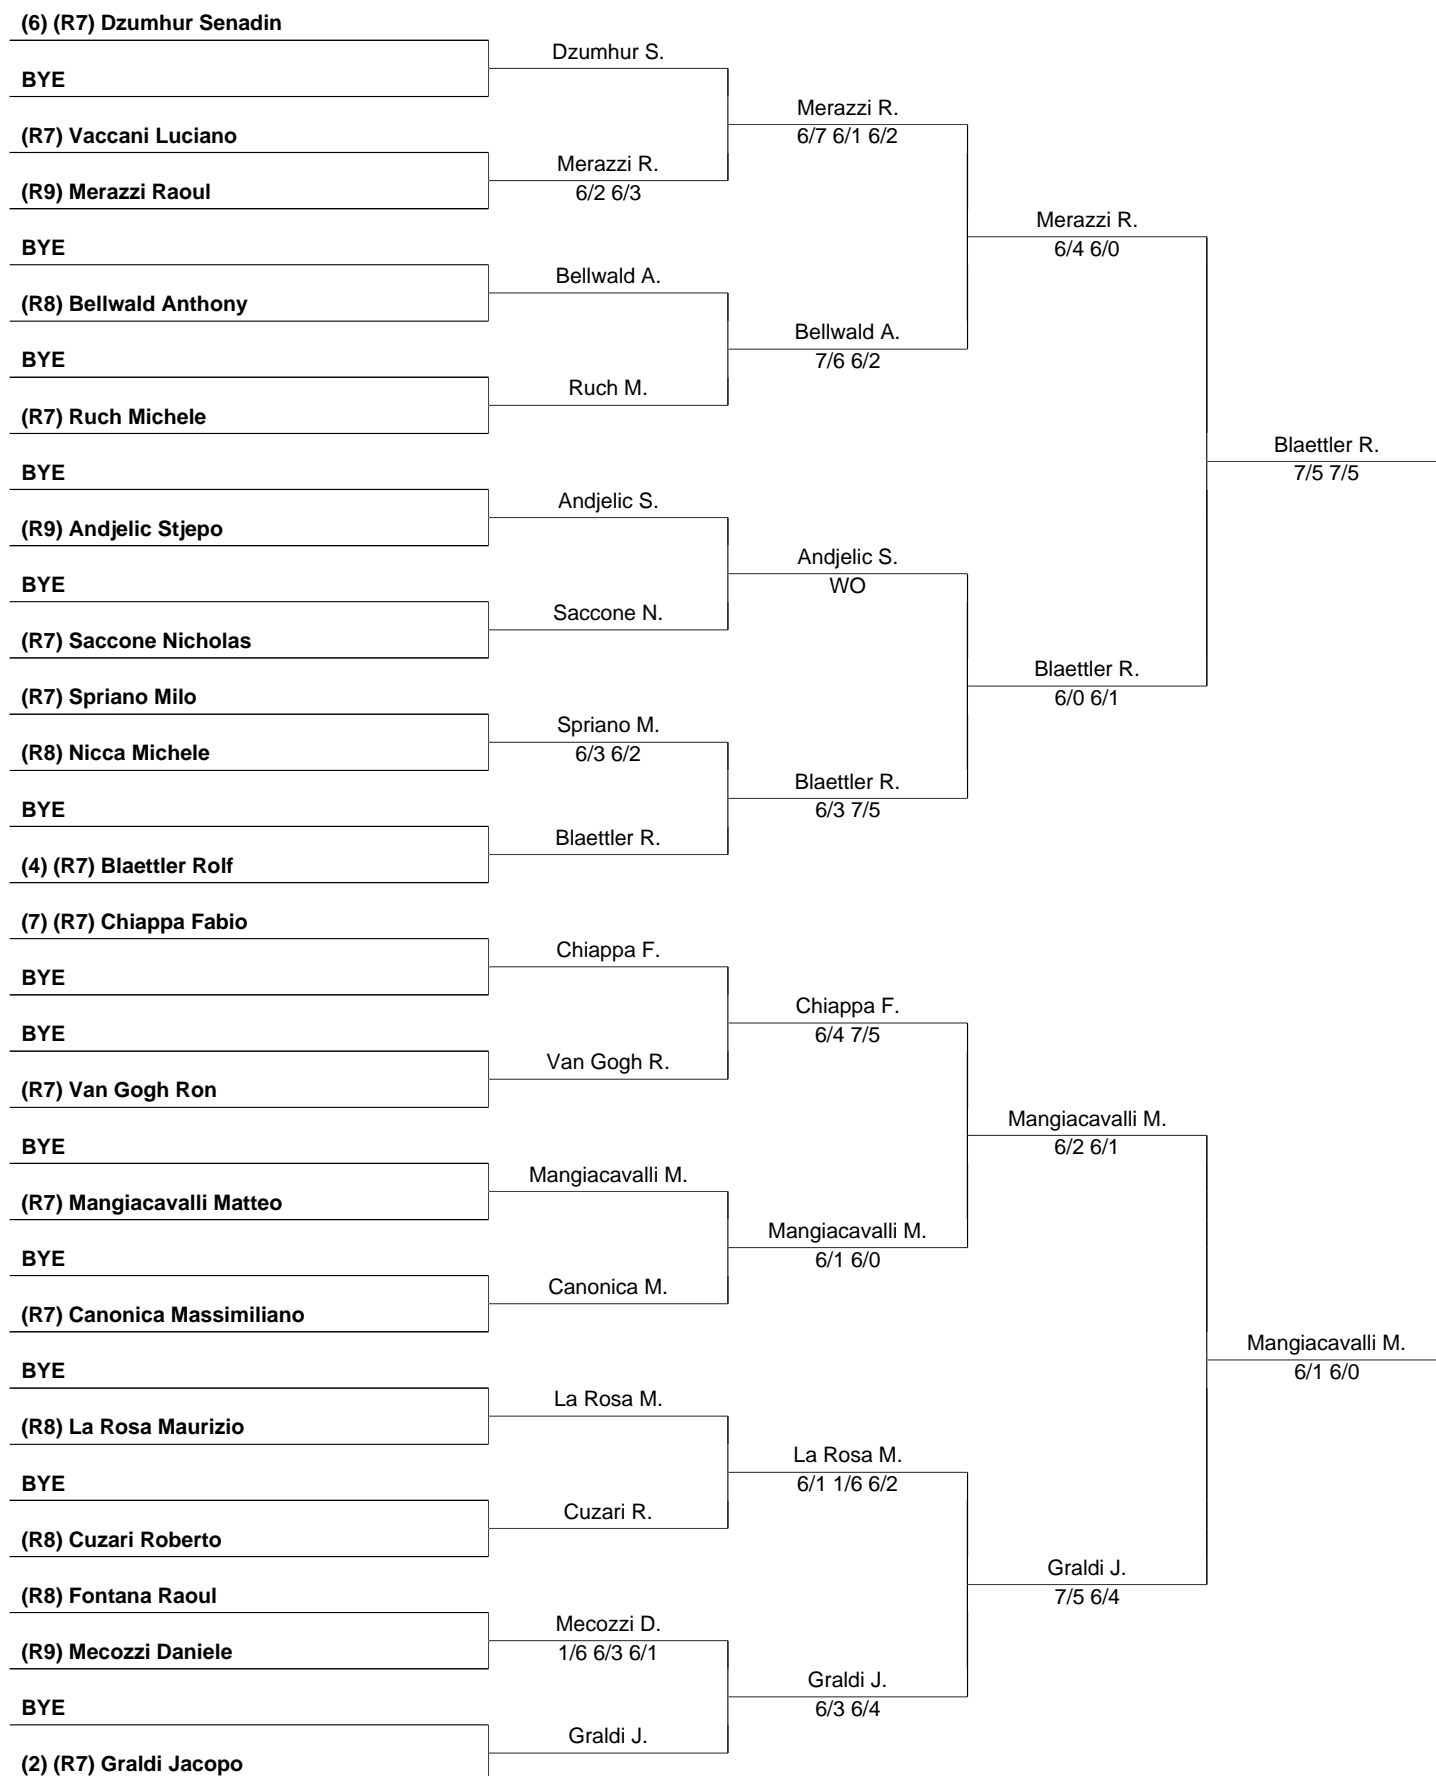 (6) (R7) Dzumhur Senadin
Dzumhur S.
BYE
Merazzi R.
6/7 6/1 6/2
(R7) Vaccani Luciano
Merazzi R.
6/2 6/3
(R9) Merazzi Raoul
Merazzi R.
6/4 6/0
BYE
Bellwald A.
(R8) Bellwald Anthony
Bellwald A.
7/6 6/2
BYE
Ruch M.
(R7) Ruch Michele
Blaettler R.
7/5 7/5
BYE
Andjelic S.
(R9) Andjelic Stjepo
Andjelic S.
WO
BYE
Saccone N.
(R7) Saccone Nicholas
Blaettler R.
6/0 6/1
(R7) Spriano Milo
Spriano M.
6/3 6/2
(R8) Nicca Michele
Blaettler R.
6/3 7/5
BYE
Blaettler R.
(4) (R7) Blaettler Rolf
(7) (R7) Chiappa Fabio
Chiappa F.
BYE
Chiappa F.
6/4 7/5
BYE
Van Gogh R.
(R7) Van Gogh Ron
Mangiacavalli M.
6/2 6/1
BYE
Mangiacavalli M.
(R7) Mangiacavalli Matteo
Mangiacavalli M.
6/1 6/0
BYE
Canonica M.
(R7) Canonica Massimiliano
Mangiacavalli M.
6/1 6/0
BYE
La Rosa M.
(R8) La Rosa Maurizio
La Rosa M.
6/1 1/6 6/2
BYE
Cuzari R.
(R8) Cuzari Roberto
Graldi J.
7/5 6/4
(R8) Fontana Raoul
Mecozzi D.
1/6 6/3 6/1
(R9) Mecozzi Daniele
Graldi J.
6/3 6/4
BYE
Graldi J.
(2) (R7) Graldi Jacopo